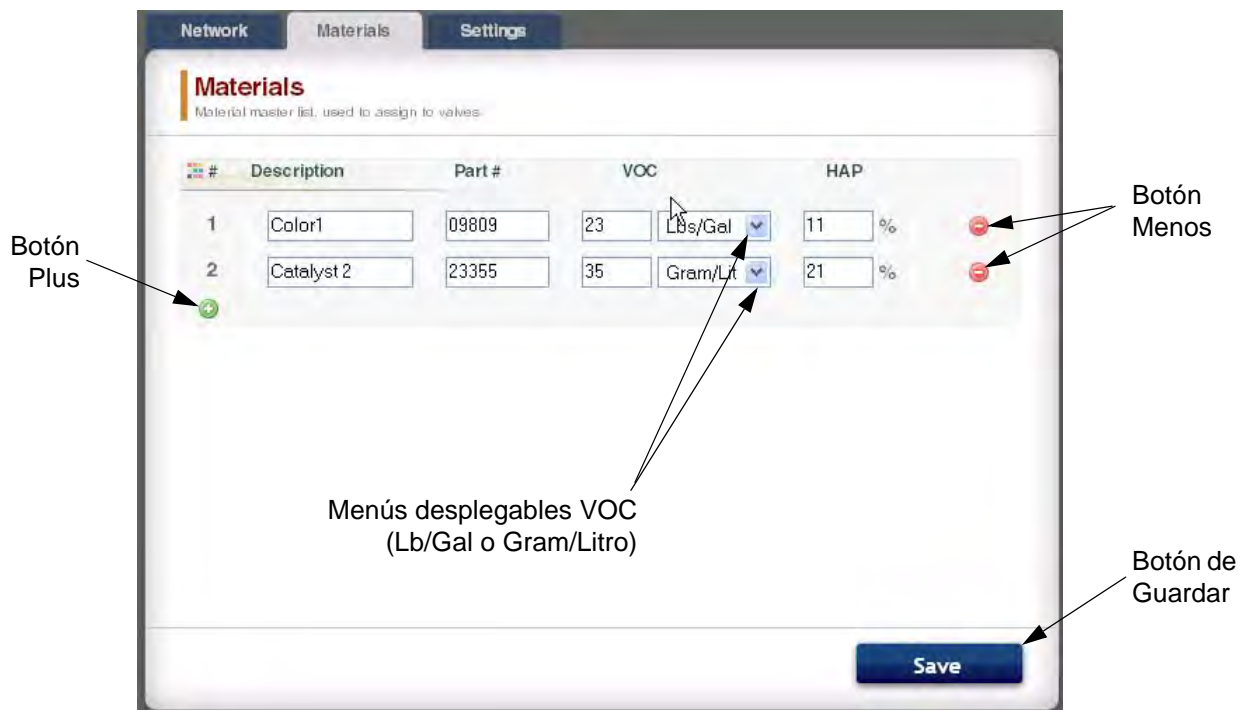 Network Materials Settings
Materials
Material master list, used to assign to valves.
# Description Part # VOC HAP
1 Color1 09809 23 Lbs/Gal 11 %
2 Catalyst 2 23355 35 Gram/Lit 21 %
Botón
Plus
Botón
Menos
Menús desplegables VOC
(Lb/Gal o Gram/Litro)
Botón de
Guardar
Save